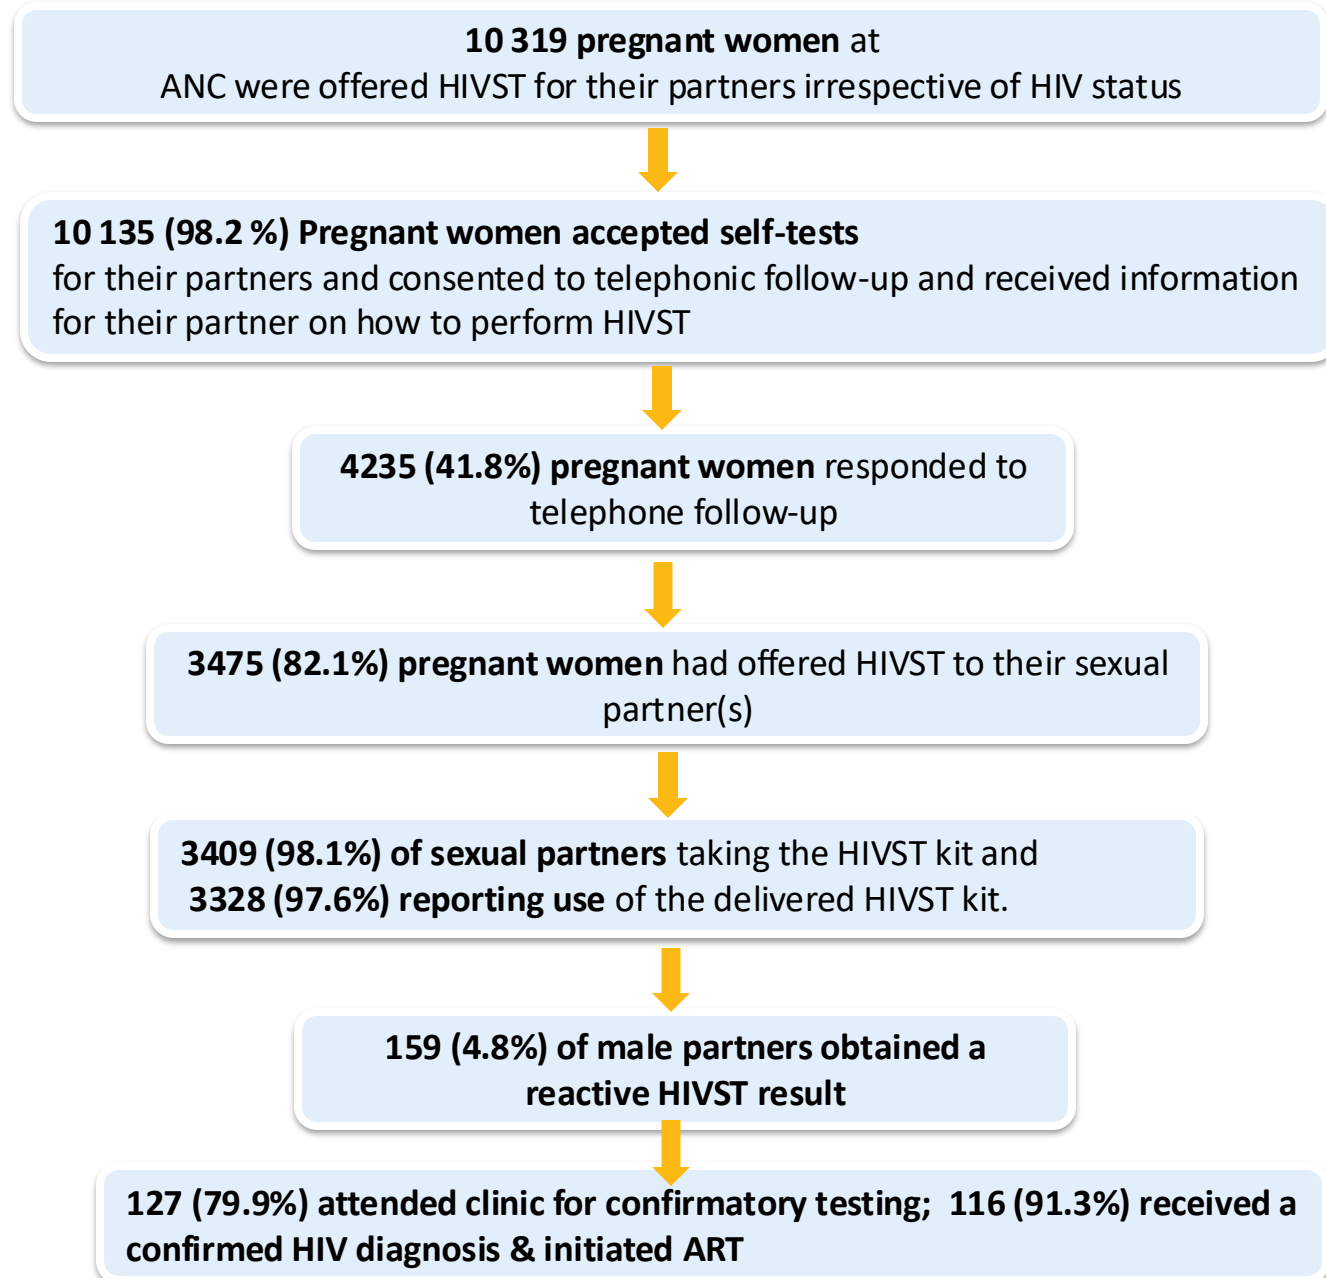 10 319 pregnant women at
ANC were offered HIVST for their partners irrespective of HIV status
10 135 (98.2 %) Pregnant women accepted self-tests
for their partners and consented to telephonic follow-up and received information
for their partner on how to perform HIVST
4235 (41.8%) pregnant women responded to
telephone follow-up
3475 (82.1%) pregnant women had offered HIVST to their sexual
partner(s)
3409 (98.1%) of sexual partners taking the HIVST kit and
3328 (97.6%) reporting use of the delivered HIVST kit.
159 (4.8%) of male partners obtained a
reactive HIVST result
127 (79.9%) attended clinic for confirmatory testing; 116 (91.3%) received a
confirmed HIV diagnosis & initiated ART